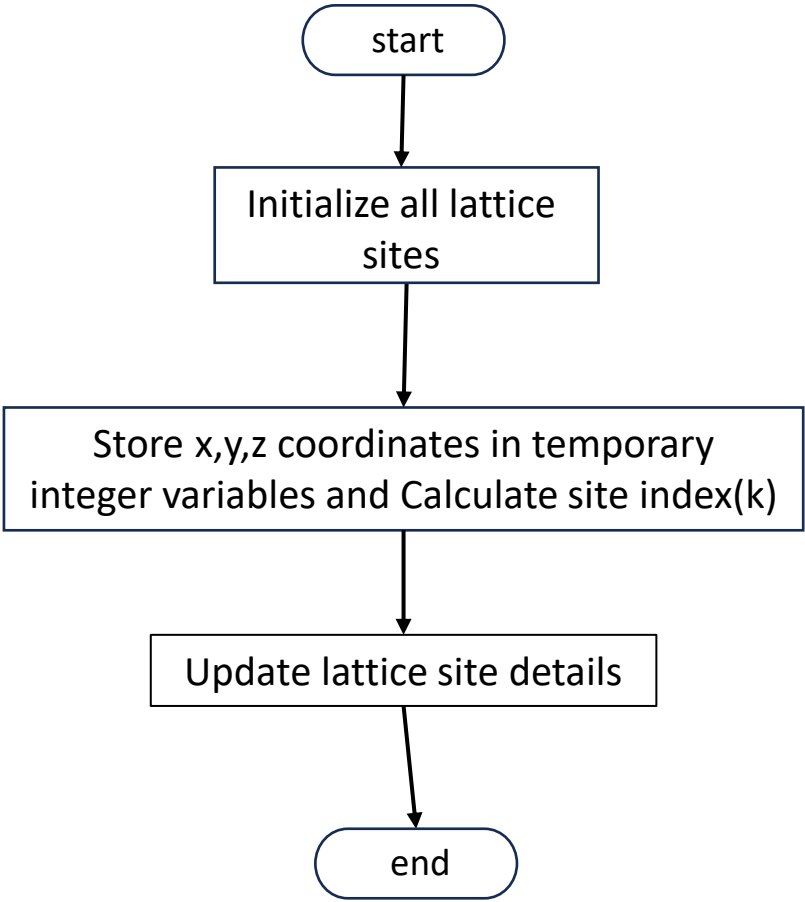 start
Initialize all lattice
sites
Store x,y,z coordinates in temporary
integer variables and Calculate site index(k)
Update lattice site details
end